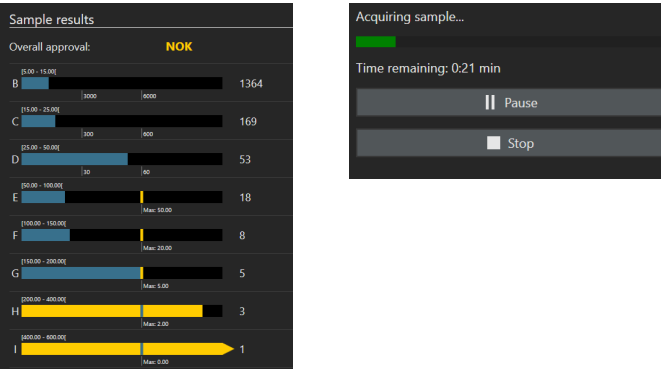 Sample results
Overall approval: NOK
[5.00 - 15.00[
B 1364
3000 6000
[15.00 - 25.00[
C 169
300 600
[25.00 - 50.00[
D 53
30 60
[50.00 - 100.00[
E 18
Max: 50.00
[100.00 - 150.00[
F 8
Max: 20.00
[150.00 - 200.00[
G 5
Max: 5.00
[200.00 - 400.00[
H 3
Max: 2.00
[400.00 - 600.00[
I 1
Max: 0.00
Acquiring sample...
Time remaining: 0:21 min
Pause
Stop